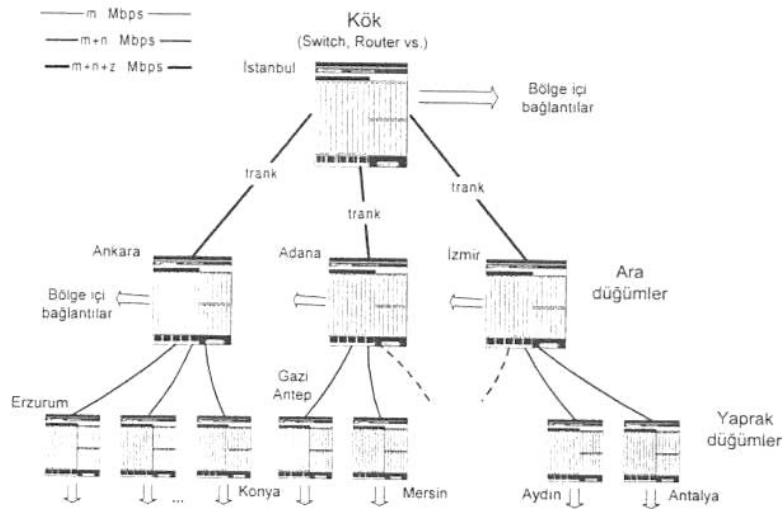 m Mbps
m+n Mbps
m+n+z Mbps
Kök
(Switch, Router vs.)
İstanbul
Bölge içi
bağlantılar
trank
trank
trank
Ankara
Adana
İzmir
Ara
düğümler
Bölge içi
bağlantılar
Gazi
Antep
Erzurum
Yaprak
düğümler
...
Konya
Mersin
Aydın
Antalya